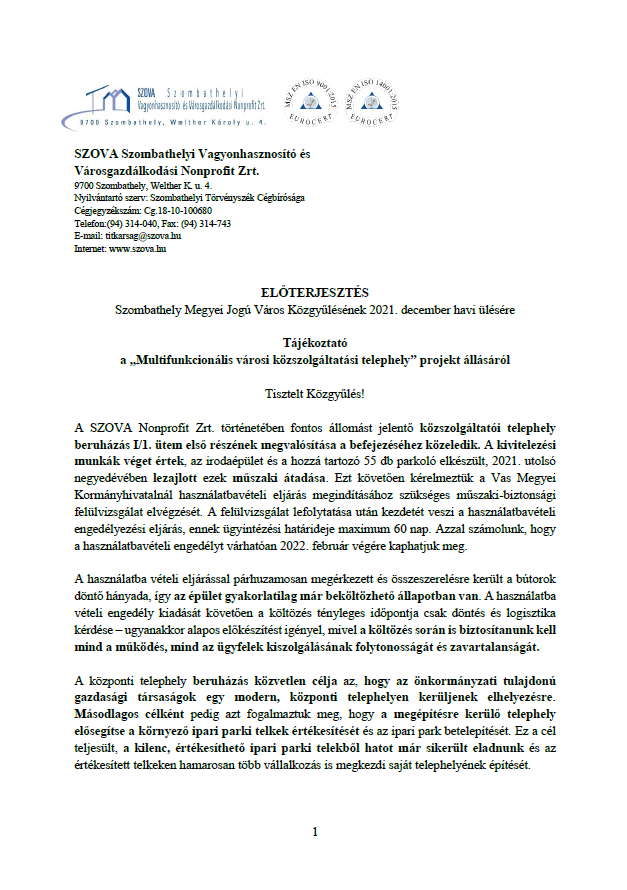 SZOVA Szombathelyi
Vagyonhasznosító és Városgazdálkodási Nonprofit Zrt.
9700 Szombathely, Welther Károly u. 4.
MSZ EN ISO 9001:2015
EUROCERT
MSZ EN ISO 14001:2015
EUROCERT
SZOVA Szombathelyi Vagyonhasznosító és
Városgazdálkodási Nonprofit Zrt.
9700 Szombathely, Welther K. u. 4.
Nyilvántartó szerv: Szombathelyi Törvényszék Cégbírósága
Cégjegyzékszám: Cg.18-10-100680
Telefon:(94) 314-040, Fax: (94) 314-743
E-mail: titkarsag@szova.hu
Internet: www.szova.hu
ELŐTERJESZTÉS
Szombathely Megyei Jogú Város Közgyűlésének 2021. december havi ülésére
Tájékoztató
a „Multifunkcionális városi közszolgáltatási telephely” projekt állásáról
Tisztelt Közgyűlés!
A SZOVA Nonprofit Zrt. történetében fontos állomást jelentő közszolgáltatói telephely
beruházás I/1. ütem első részének megvalósítása a befejezéséhez közeledik. A kivitelezési
munkák véget értek, az irodaépület és a hozzá tartozó 55 db parkoló elkészült, 2021. utolsó
negyedévében lezajlott ezek műszaki átadása. Ezt követően kérelmeztük a Vas Megyei
Kormányhivatalnál használatbavételi eljárás megindításához szükséges műszaki-biztonsági
felülvizsgálat elvégzését. A felülvizsgálat lefolytatása után kezdetét veszi a használatbavételi
engedélyezési eljárás, ennek ügyintézési határideje maximum 60 nap. Azzal számolunk, hogy
a használatbavételi engedélyt várhatóan 2022. február végére kaphatjuk meg.
A használatba vételi eljárással párhuzamosan megérkezett és összeszerelésre került a bútorok
döntő hányada, így az épület gyakorlatilag már beköltözhető állapotban van. A használatba
vételi engedély kiadását követően a költözés tényleges időpontja csak döntés és logisztika
kérdése – ugyanakkor alapos előkészítést igényel, mivel a költözés során is biztosítanunk kell
mind a működés, mind az ügyfelek kiszolgálásának folytonosságát és zavartalanságát.
A központi telephely beruházás közvetlen célja az, hogy az önkormányzati tulajdonú
gazdasági társaságok egy modern, központi telephelyen kerüljenek elhelyezésre.
Másodlagos célként pedig azt fogalmaztuk meg, hogy a megépítésre kerülő telephely
elősegítse a környező ipari parki telkek értékesítését és az ipari park betelepítését. Ez a cél
teljesült, a kilenc, értékesíthető ipari parki telekből hatot már sikerült eladnunk és az
értékesített telkeken hamarosan több vállalkozás is megkezdi saját telephelyének építését.
1